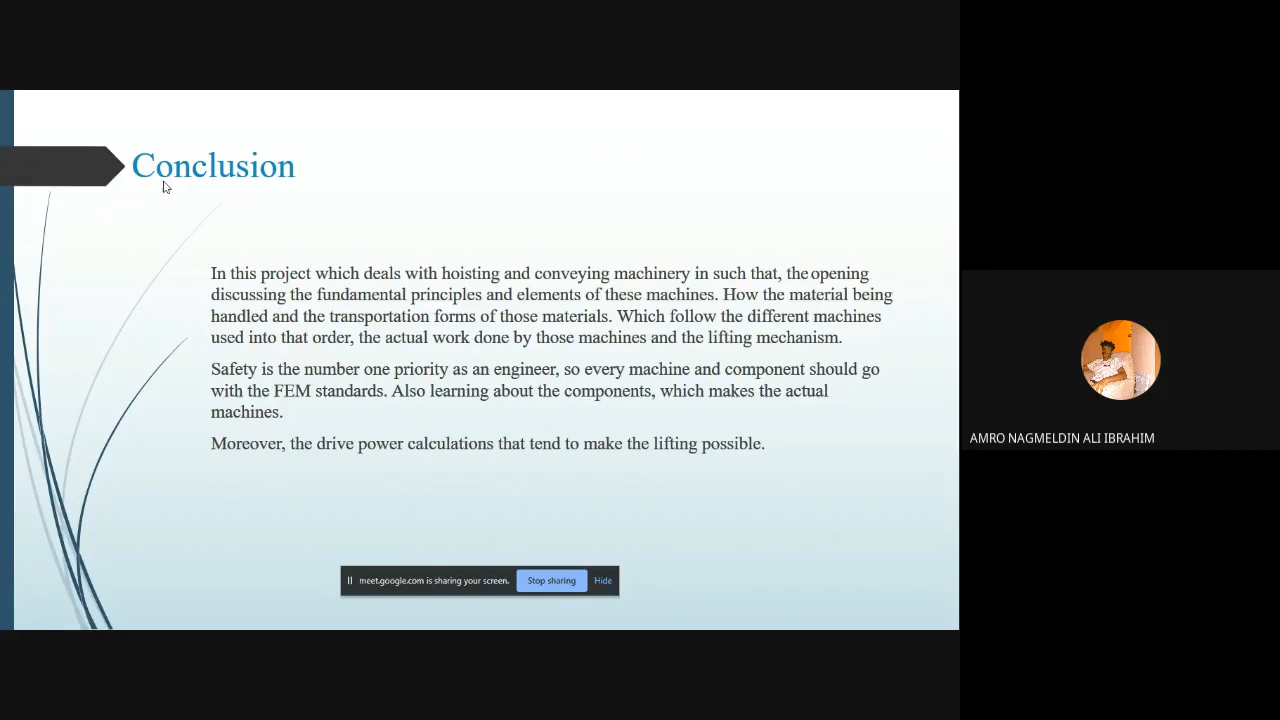 Conclusion
In this project which deals with hoisting and conveying machinery in such that, the opening
discussing the fundamental principles and elements of these machines. How the material being
handled and the transportation forms of those materials. Which follow the different machines
used into that order, the actual work done by those machines and the lifting mechanism.
Safety is the number one priority as an engineer, so every machine and component should go
with the FEM standards. Also learning about the components, which makes the actual
machines.
Moreover, the drive power calculations that tend to make the lifting possible.
meet.google.com is sharing your screen. Stop sharing Hide
AMRO NAGMELDIN ALI IBRAHIM